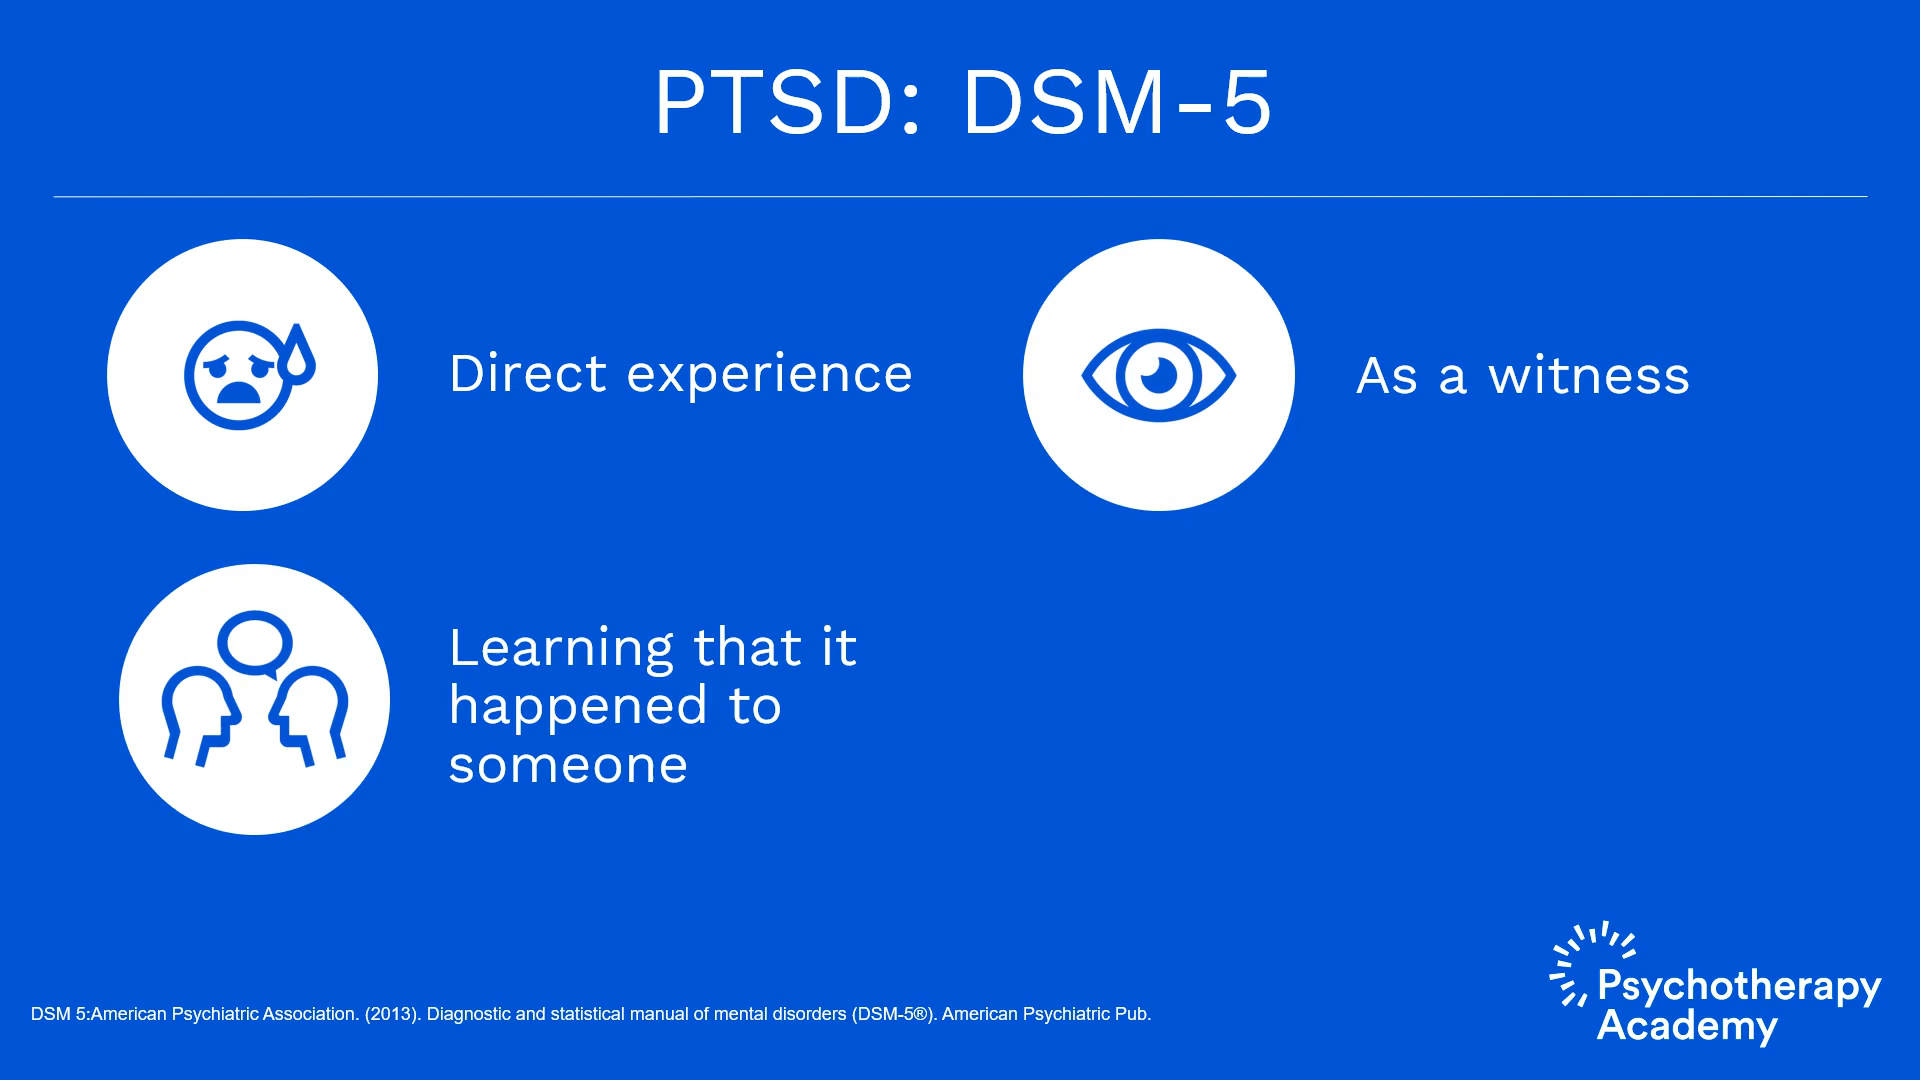 PTSD: DSM-5
Direct experience
As a witness
Learning that it
happened to
someone
DSM 5:American Psychiatric Association. (2013). Diagnostic and statistical manual of mental disorders (DSM-5®). American Psychiatric Pub.
Psychotherapy
Academy